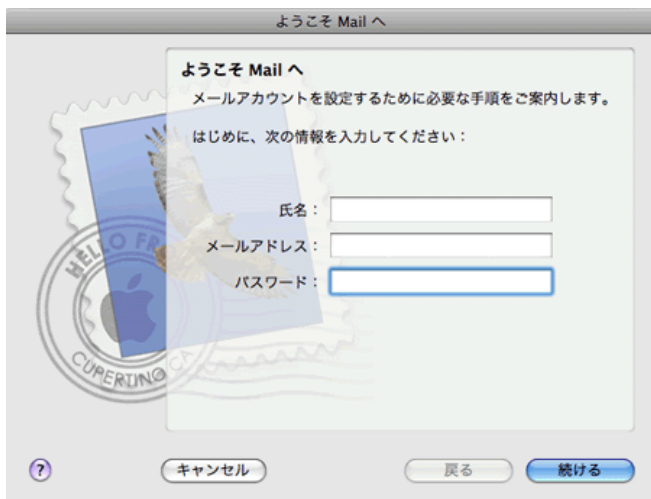 ようこそ Mail へ
ようこそ Mail へ
メールアカウントを設定するために必要な手順をご案内します。
はじめに、次の情報を入力してください：
氏名：
メールアドレス：
パスワード：
HELLO FRO
CUPERTINO CA
?
キャンセル
戻る
続ける